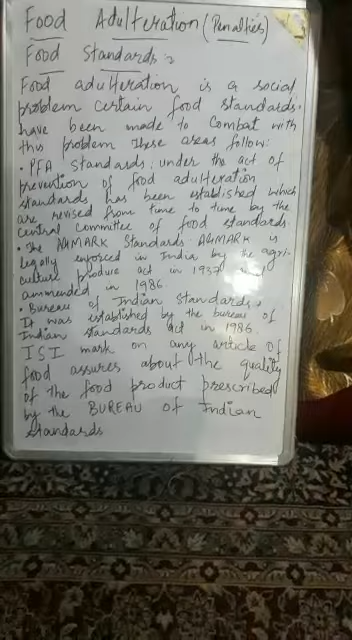 Food Adulteration (Penalties)
Food Standards :
Food adulteration is a social
problem certain food standards.
have been made to combat with
this problem these areas follow:
• PFA Standards: under the act of
prevention of food adulteration
standards has been established which
are revised from time to time by the
central committee of food standards.
• The AGMARK Standards: AGMARK is
legally enforced in India by the agri-
culture produce act in 1937 and
ammended in 1986.
• Bureau of Indian Standards:
It was established by the bureau of
Indian standards act in 1986.
ISI mark on any article of
food assures about the quality
of the food product prescribed
by the BUREAU of Indian
standards